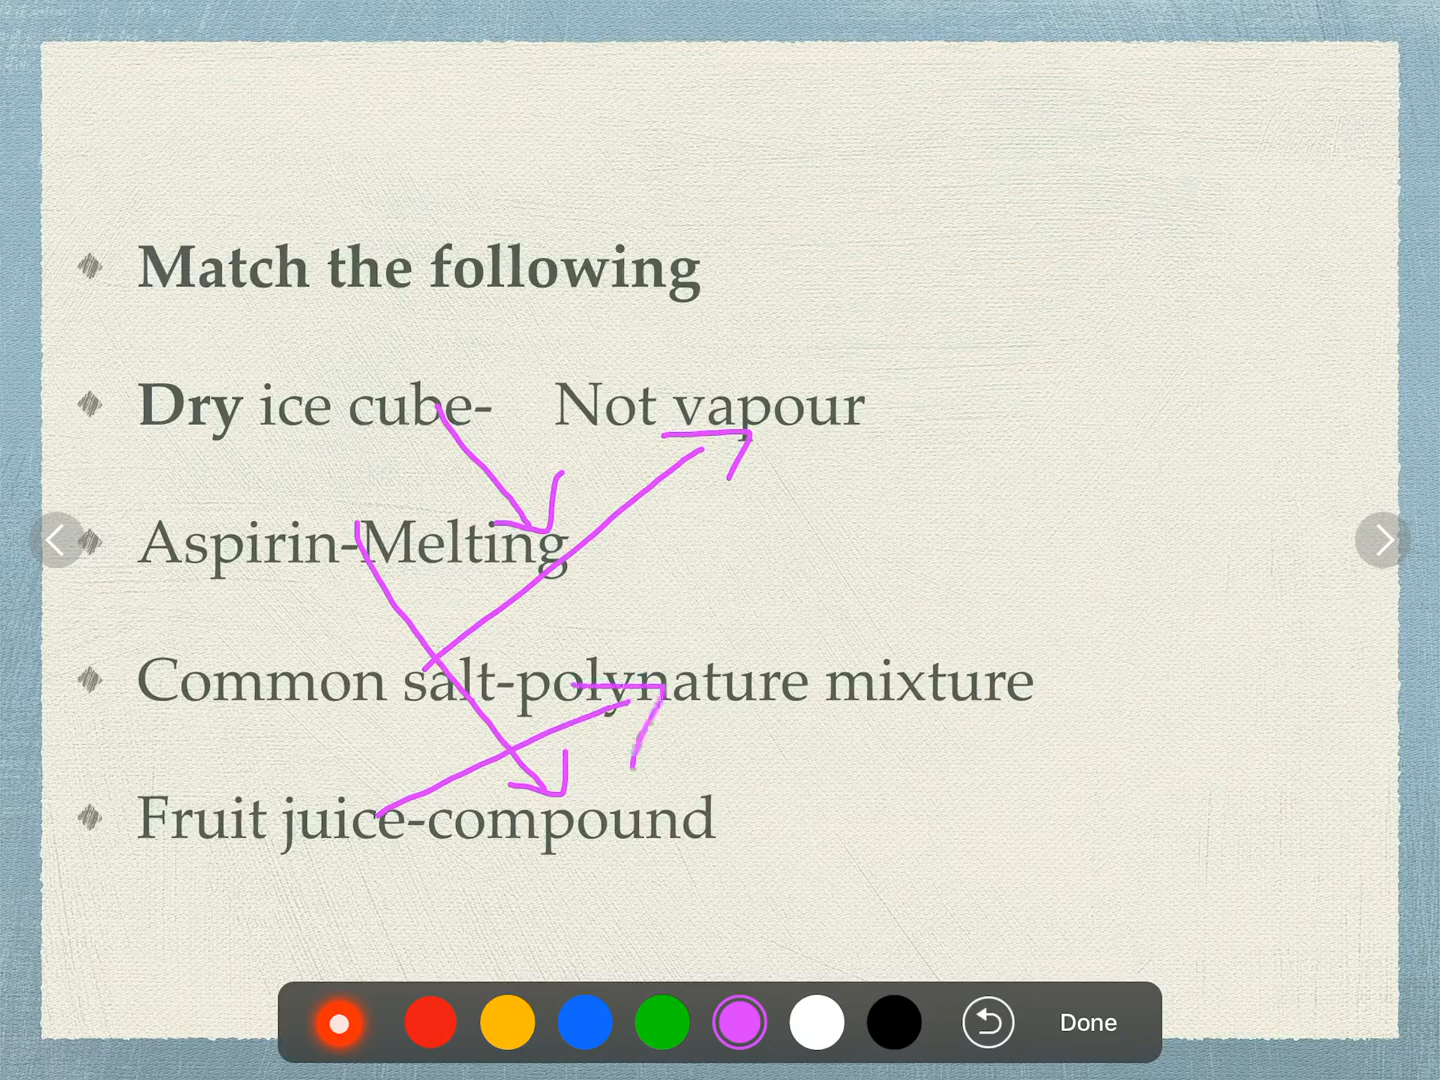 Match the following
Dry ice cube- Not vapour
Aspirin-Melting
Common salt-polynature mixture
Fruit juice-compound
Done